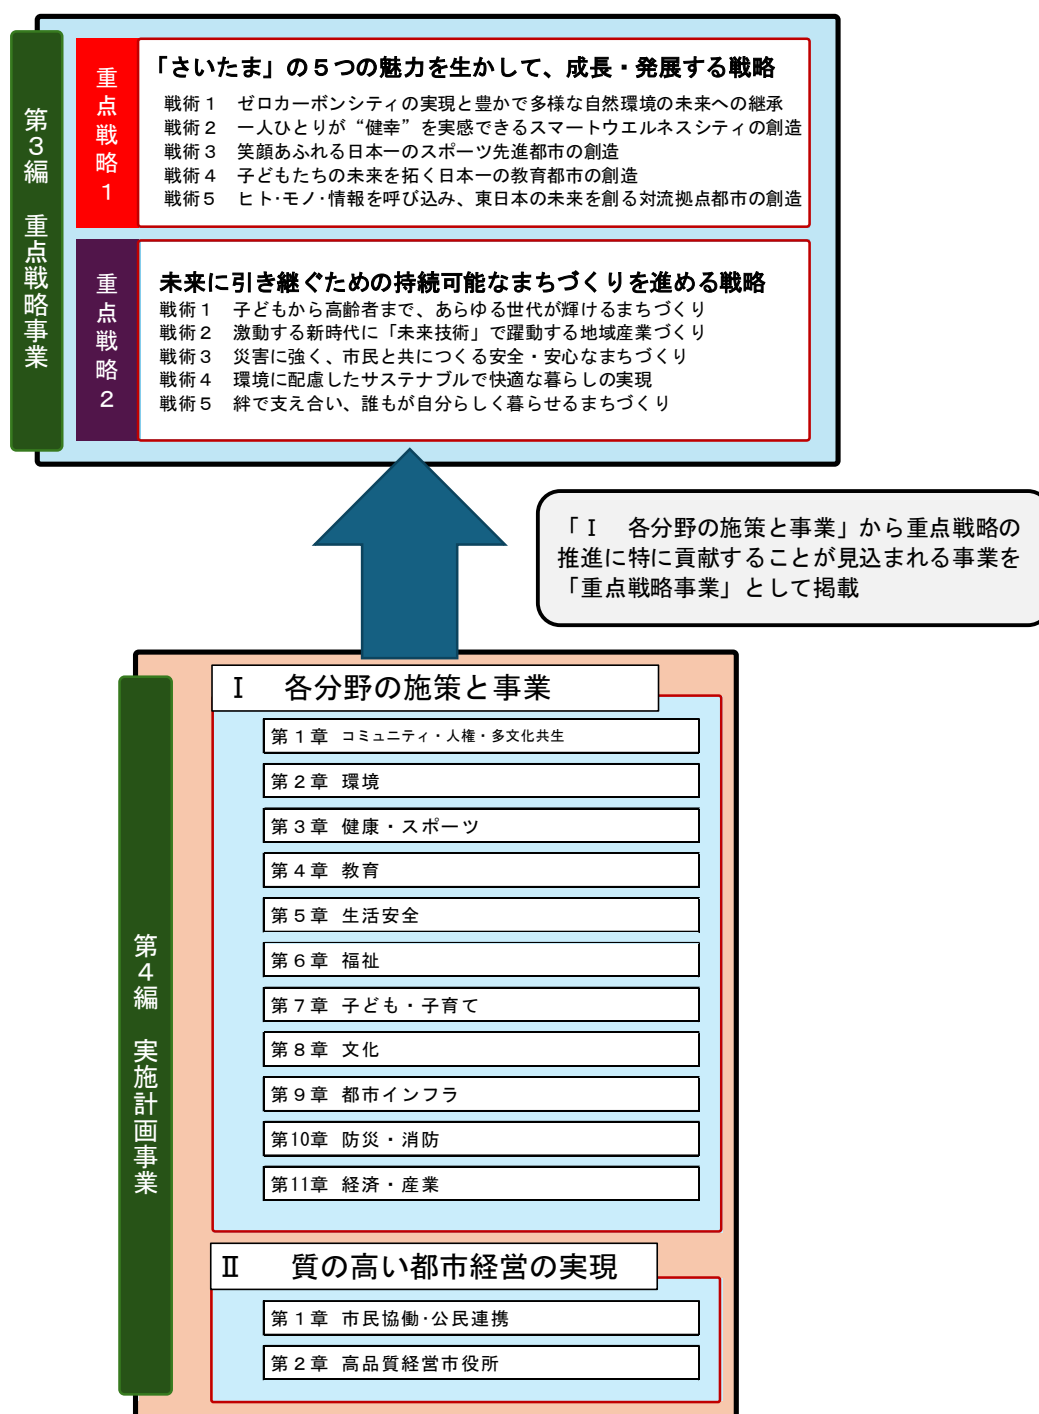 第３編　重点戦略事業
重点戦略１
「さいたま」の５つの魅力を生かして、成長・発展する戦略
戦術１　ゼロカーボンシティの実現と豊かで多様な自然環境の未来への継承
戦術２　一人ひとりが“健幸”を実感できるスマートウエルネスシティの創造
戦術３　笑顔あふれる日本一のスポーツ先進都市の創造
戦術４　子どもたちの未来を拓く日本一の教育都市の創造
戦術５　ヒト･モノ･情報を呼び込み、東日本の未来を創る対流拠点都市の創造
重点戦略２
未来に引き継ぐための持続可能なまちづくりを進める戦略
戦術１　子どもから高齢者まで、あらゆる世代が輝けるまちづくり
戦術２　激動する新時代に「未来技術」で躍動する地域産業づくり
戦術３　災害に強く、市民と共につくる安全・安心なまちづくり
戦術４　環境に配慮したサステナブルで快適な暮らしの実現
戦術５　絆で支え合い、誰もが自分らしく暮らせるまちづくり
「Ⅰ　各分野の施策と事業」から重点戦略の
推進に特に貢献することが見込まれる事業を
「重点戦略事業」として掲載
第４編　実施計画事業
Ⅰ　各分野の施策と事業
第１章　コミュニティ・人権・多文化共生
第２章　環境
第３章　健康・スポーツ
第４章　教育
第５章　生活安全
第６章　福祉
第７章　子ども・子育て
第８章　文化
第９章　都市インフラ
第10章　防災・消防
第11章　経済・産業
Ⅱ　質の高い都市経営の実現
第１章　市民協働･公民連携
第２章　高品質経営市役所